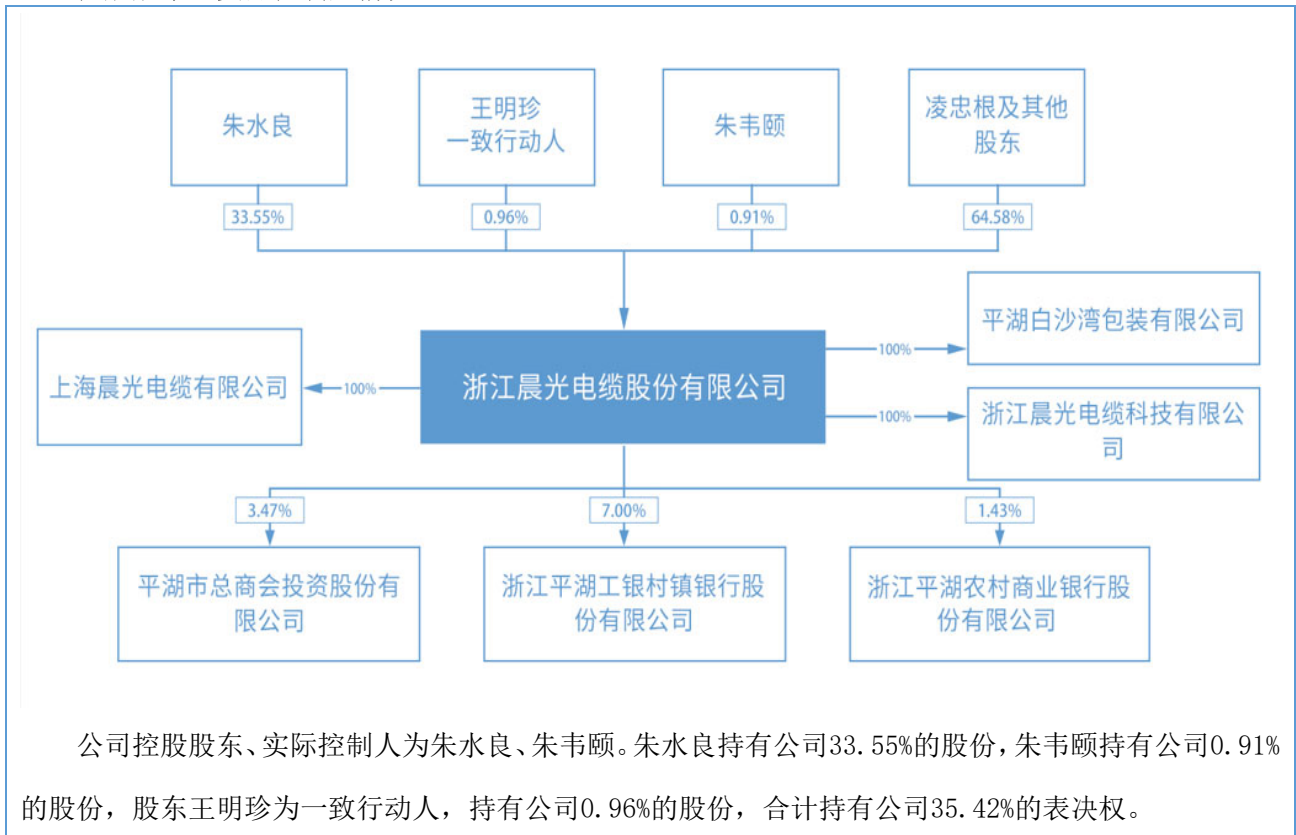 朱水良
王明珍
一致行动人
朱韦颐
凌忠根及其他
股东
33.55%
0.96%
0.91%
64.58%
平湖白沙湾包装有限公司
100%
上海晨光电缆有限公司
100%
浙江晨光电缆股份有限公司
100%
浙江晨光电缆科技有限公
司
3.47%
7.00%
1.43%
平湖市总商会投资股份有
限公司
浙江平湖工银村镇银行股
份有限公司
浙江平湖农村商业银行股
份有限公司
公司控股股东、实际控制人为朱水良、朱韦颐。朱水良持有公司33.55%的股份，朱韦颐持有公司0.91%
的股份，股东王明珍为一致行动人，持有公司0.96%的股份，合计持有公司35.42%的表决权。